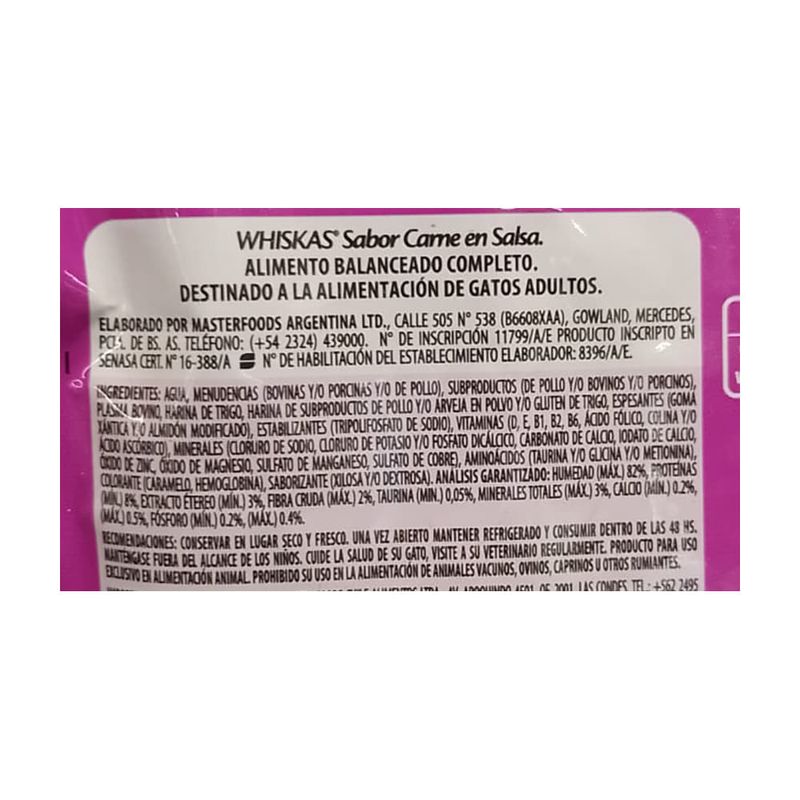 WHISKAS® Sabor Carne en Salsa.
ALIMENTO BALANCEADO COMPLETO.
DESTINADO A LA ALIMENTACIÓN DE GATOS ADULTOS.
ELABORADO POR MASTERFOODS ARGENTINA LTD., CALLE 505 N° 538 (B6608XAA), GOWLAND, MERCEDES,
DE BS. AS. TELÉFONO: (+54 2324) 439000. N° DE INSCRIPCIÓN 11799/A/E PRODUCTO INSCRIPTO EN
SENASA CERT. N° 16-388/A N° DE HABILITACIÓN DEL ESTABLECIMIENTO ELABORADOR: 8396/A/E.
INGREDIENTES: AGUA, MENUDENCIAS (BOVINAS Y/O PORCINAS Y/O DE POLLO), SUBPRODUCTOS (DE POLLO Y/O BOVINOS Y/O PORCINOS),
PLASMA BOVINO, HARINA DE TRIGO, HARINA DE SUBPRODUCTOS DE POLLO Y/O ARVEJA EN POLVO Y/O GLUTEN DE TRIGO, ESPESANTES (GOMA
XÁNTICA Y/O ALMIDÓN MODIFICADO), ESTABILIZANTES (TRIPOLIFOSFATO DE SODIO), VITAMINAS (D, E, B1, B2, B6, ÁCIDO FÓLICO, COLINA Y/O
ÁCIDO ASCÓRBICO), MINERALES (CLORURO DE SODIO, CLORURO DE POTASIO Y/O FOSFATO DICÁLCICO, CARBONATO DE CALCIO, IODATO DE CALCIO,
ÓXIDO DE ZINC, ÓXIDO DE MAGNESIO, SULFATO DE MANGANESO, SULFATO DE COBRE), AMINOÁCIDOS (TAURINA Y/O GLICINA Y/O METIONINA),
COLORANTE (CARAMELO, HEMOGLOBINA), SABORIZANTE (XILOSA Y/O DEXTROSA). ANÁLISIS GARANTIZADO: HUMEDAD (MÁX.) 82%, PROTEÍNAS
(MÍN.) 8%, EXTRACTO ÉTEREO (MÍN.) 3%, FIBRA CRUDA (MÁX.) 2%, TAURINA (MIN.) 0,05%, MINERALES TOTALES (MÁX.) 3%, CALCIO (MÍN.) 0.2%,
(MÁX.) 0.5%, FÓSFORO (MÍN.) 0.2%, (MÁX.) 0.4%.
RECOMENDACIONES: CONSERVAR EN LUGAR SECO Y FRESCO. UNA VEZ ABIERTO MANTENER REFRIGERADO Y CONSUMIR DENTRO DE LAS 48 HS.
MANTÉNGASE FUERA DEL ALCANCE DE LOS NIÑOS. CUIDE LA SALUD DE SU GATO, VISITE A SU VETERINARIO REGULARMENTE. PRODUCTO PARA USO
EXCLUSIVO EN ALIMENTACIÓN ANIMAL. PROHIBIDO SU USO EN LA ALIMENTACIÓN DE ANIMALES VACUNOS, OVINOS, CAPRINOS U OTROS RUMIANTES.
LAS CONDES. TEL.: +562 2495